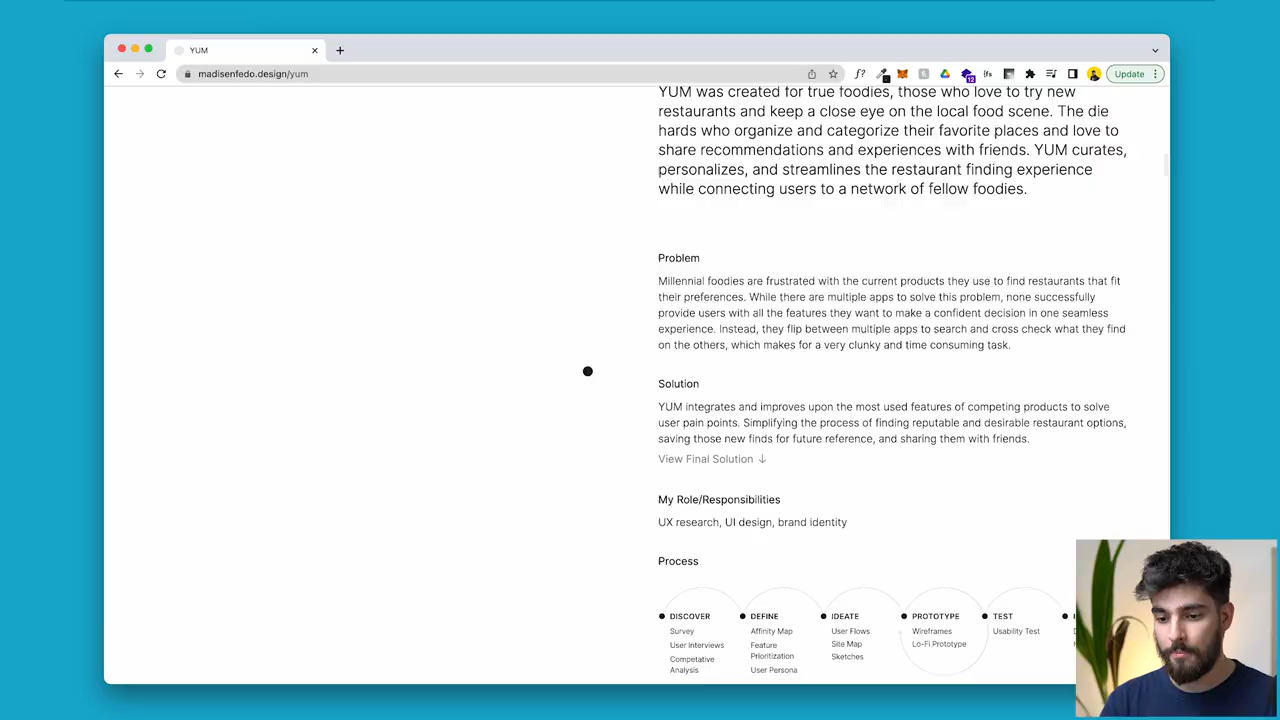 YUM
madisenfedo.design/yum
Update
12
YUM was created for true foodies, those who love to try new
restaurants and keep a close eye on the local food scene. The die
hards who organize and categorize their favorite places and love to
share recommendations and experiences with friends. YUM curates,
personalizes, and streamlines the restaurant finding experience
while connecting users to a network of fellow foodies.
Problem
Millennial foodies are frustrated with the current products they use to find restaurants that fit
their preferences. While there are multiple apps to solve this problem, none successfully
provide users with all the features they want to make a confident decision in one seamless
experience. Instead, they flip between multiple apps to search and cross check what they find
on the others, which makes for a very clunky and time consuming task.
Solution
YUM integrates and improves upon the most used features of competing products to solve
user pain points. Simplifying the process of finding reputable and desirable restaurant options,
saving those new finds for future reference, and sharing them with friends.
View Final Solution ↓
My Role/Responsibilities
UX research, UI design, brand identity
Process
DISCOVER
Survey
User Interviews
Competative
Analysis
DEFINE
Affinity Map
Feature
Prioritization
User Persona
IDEATE
User Flows
Site Map
Sketches
PROTOTYPE
Wireframes
Lo-Fi Prototype
TEST
Usability Test